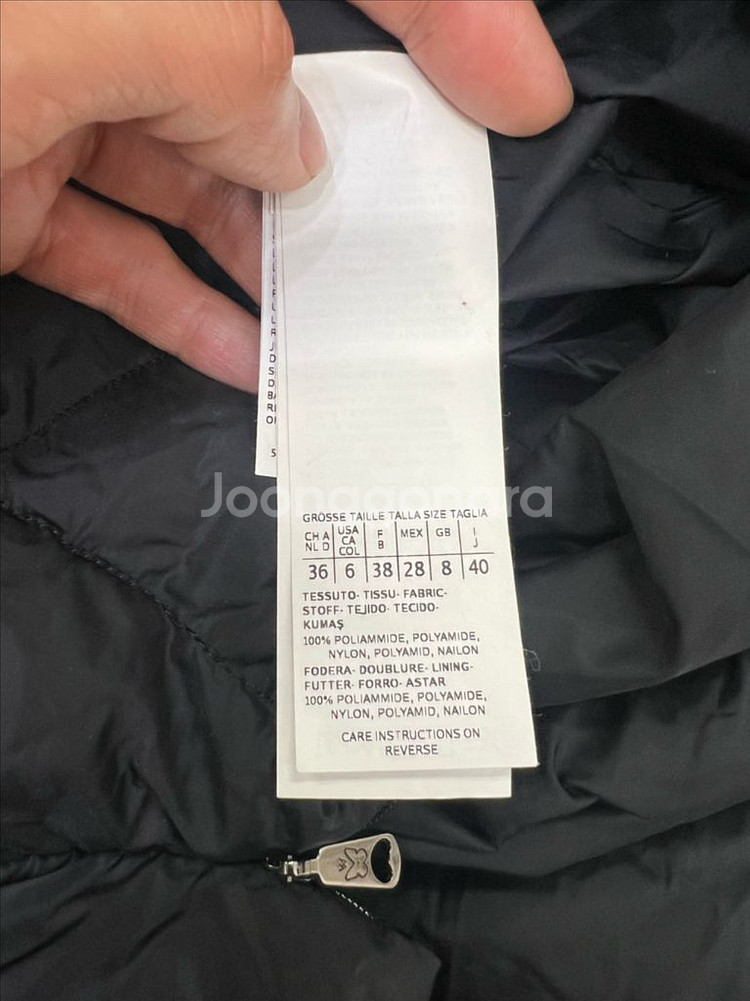 Joonggonara
GRÖSSE TAILLE TALLA SIZE TAGLIA
CH A NL D USA CA COL F B MEX GB I J
36 6 38 28 8 40
TESSUTO- TISSU- FABRIC-
STOFF- TEJIDO- TECIDO-
KUMAŞ
100% POLIAMMIDE, POLYAMIDE,
NYLON, POLYAMID, NAILON
FODERA- DOUBLURE- LINING-
FUTTER- FORRO- ASTAR
100% POLIAMMIDE, POLYAMIDE,
NYLON, POLYAMID, NAILON
CARE INSTRUCTIONS ON
REVERSE